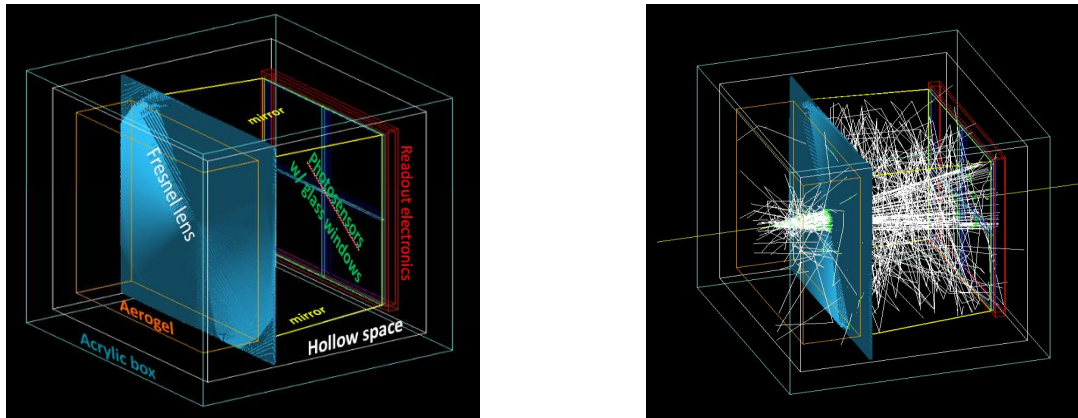 mirror
Fresnel lens
Photosensors
w/ glass windows
Readout electronics
Aerogel
mirror
Hollow space
Acrylic box